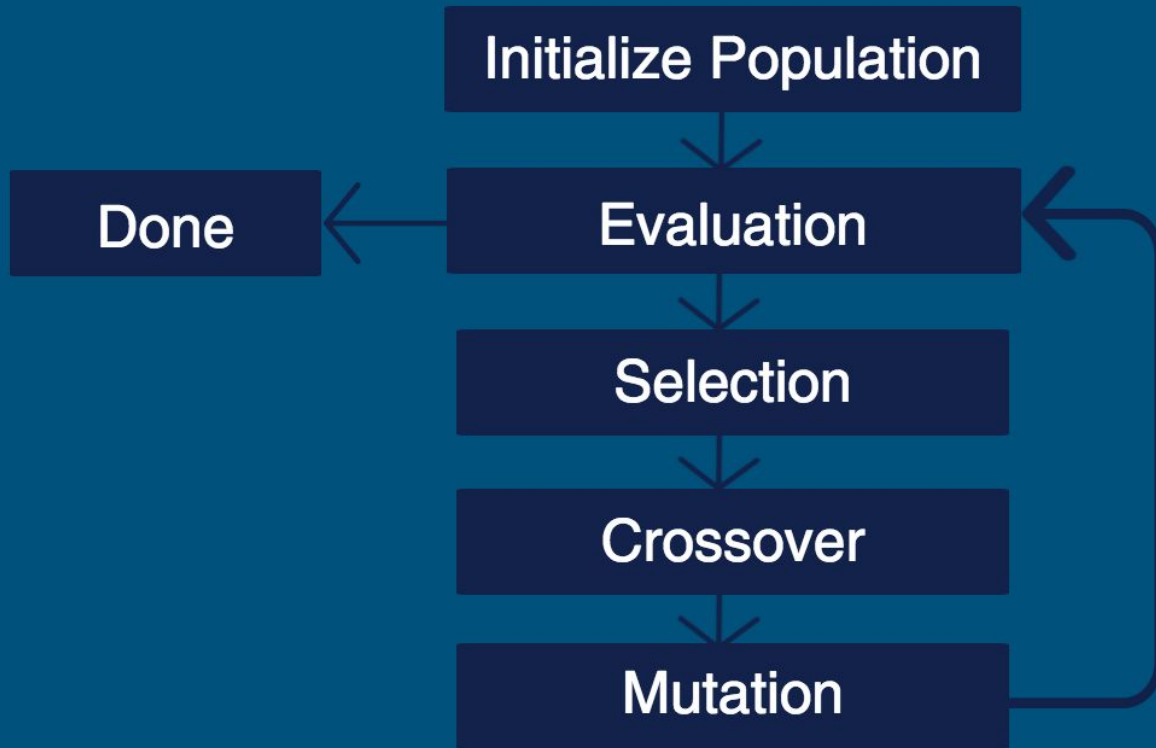 Initialize Population
Done
Evaluation
Selection
Crossover
Mutation